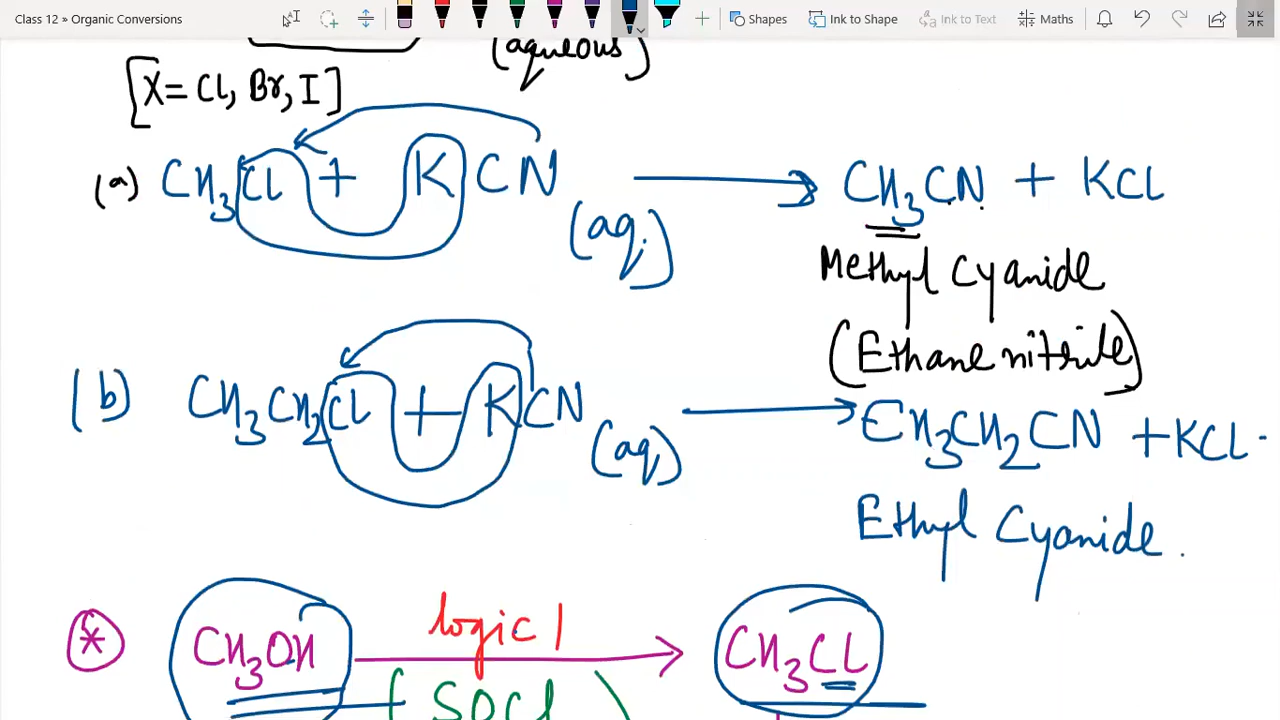 Class 12 » Organic Conversions
Shapes
Ink to Shape
Ink to Text
Maths
(aqueous)
[X= Cl, Br, I]
(a) CH3Cl + KCN (aq.) → CH3CN + KCl
Methyl Cyanide
(Ethane nitrile)
(b) CH3CH2Cl + KCN (aq) → CH3CH2CN + KCl
Ethyl Cyanide.
* CH3OH logic 1 → CH3Cl
(SOCl